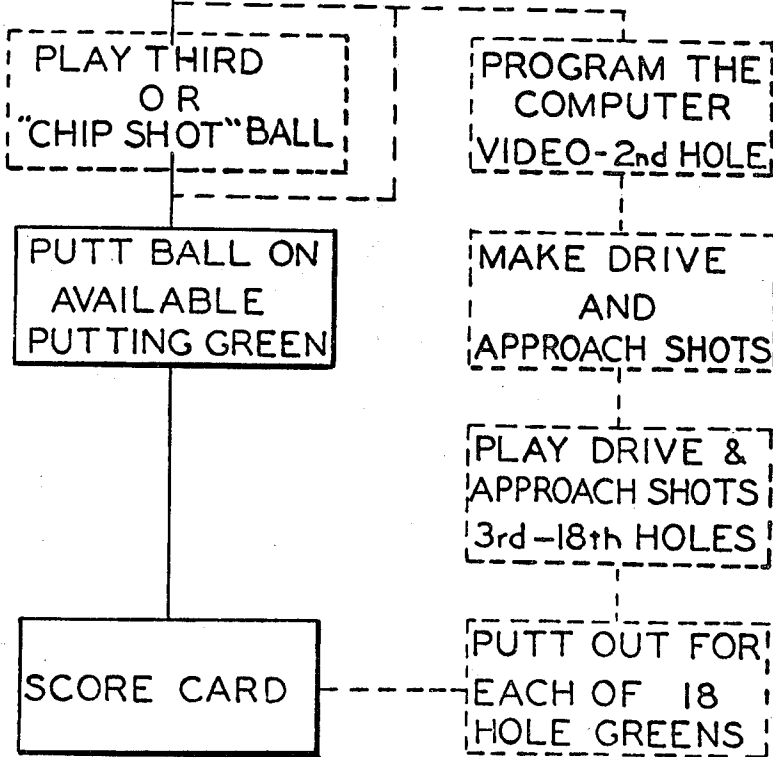 PLAY THIRD
OR
"CHIP SHOT" BALL
PUTT BALL ON
AVAILABLE
PUTTING GREEN
SCORE CARD
PROGRAM THE
COMPUTER
VIDEO-2nd HOLE
MAKE DRIVE
AND
APPROACH SHOTS
PLAY DRIVE &
APPROACH SHOTS
3rd-18th HOLES
PUTT OUT FOR
EACH OF 18
HOLE GREENS